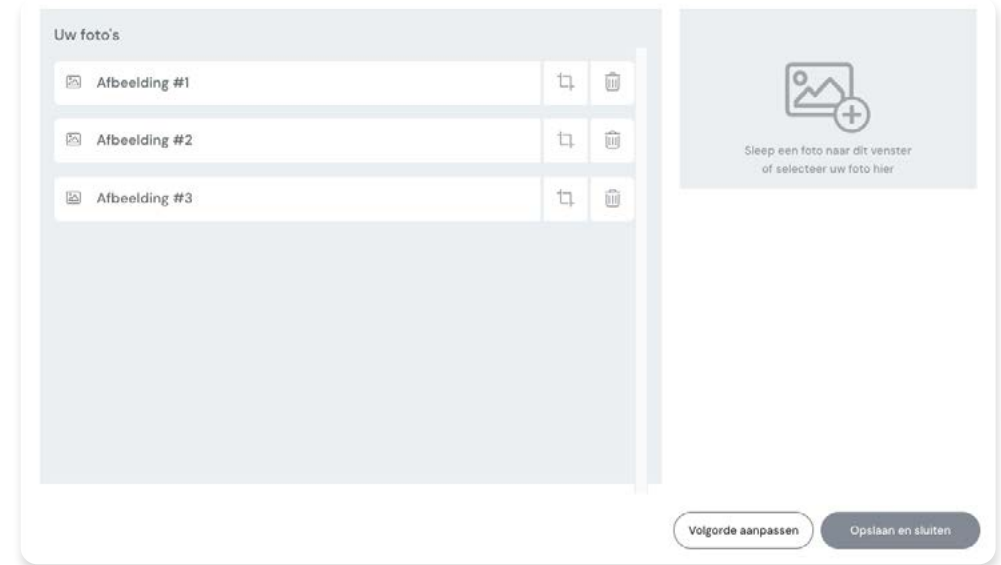 Uw foto's
Afbeelding #1
Afbeelding #2
Afbeelding #3
Sleep een foto naar dit venster
of selecteer uw foto hier
Volgorde aanpassen
Opslaan en sluiten